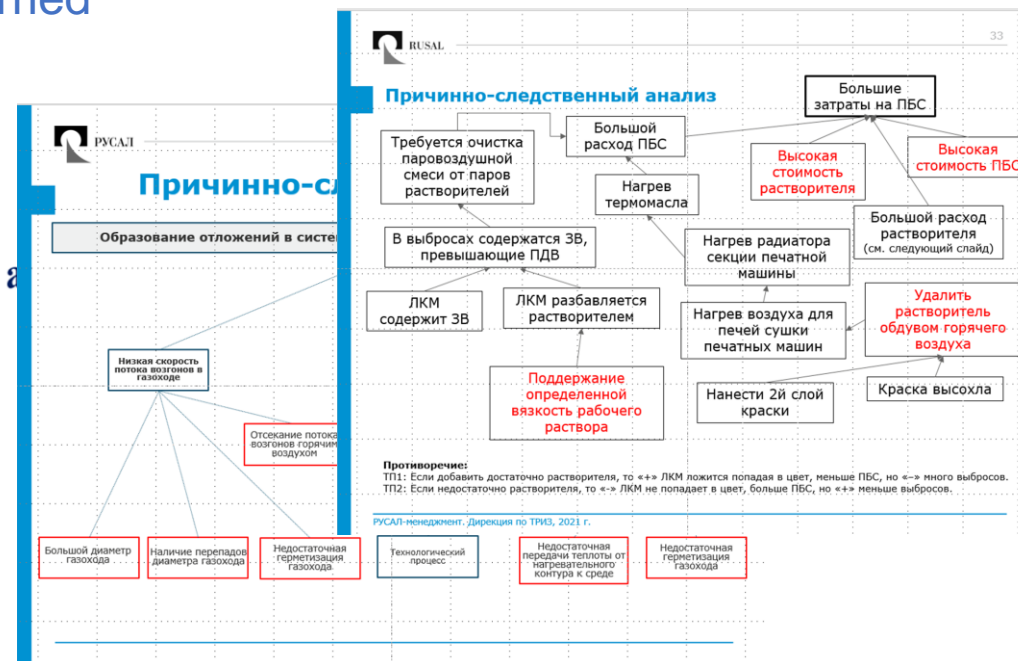 RUSAL
33
Причинно-следственный анализ
Большие
затраты на ПБС
Требуется очистка
паровоздушной
смеси от паров
растворителей
Большой
расход ПБС
Высокая
стоимость
растворителя
Высокая
стоимость ПБС
Нагрев
термомасла
Большой расход
растворителя
(см. следующий слайд)
В выбросах содержатся ЗВ,
превышающие ПДВ
Нагрев радиатора
секции печатной
машины
ЛКМ
содержит ЗВ
ЛКМ разбавляется
растворителем
Нагрев воздуха для
печей сушки
печатных машин
Удалить
растворитель
обдувом горячего
воздуха
Поддержание
определенной
вязкость рабочего
раствора
Нанести 2й слой
краски
Краска высохла
Противоречие:
ТП1: Если добавить достаточно растворителя, то «+» ЛКМ ложится попадая в цвет, меньше ПБС, но «–» много выбросов.
ТП2: Если недостаточно растворителя, то «-» ЛКМ не попадает в цвет, больше ПБС, но «+» меньше выбросов.
РУСАЛ-менеджмент. Дирекция по ТРИЗ, 2021 г.
РУСАЛ
Образование отложений в
Низкая скорость
потока возгонов в
газоходе
Отсекание потока
возгонов горячим
воздухом
Большой диаметр
газохода
Наличие перепадов
диаметра газохода
Недостаточная
герметизация
газохода
Технологический
процесс
Недостаточная
передачи теплоты от
нагревательного
контура к среде
Недостаточная
герметизация
газохода